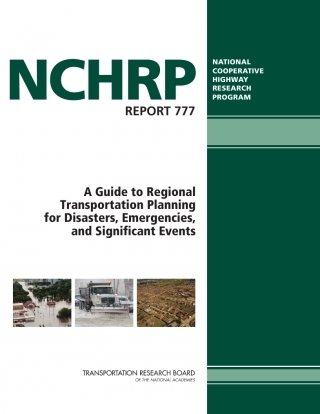 NCHRP
REPORT 777
NATIONAL
COOPERATIVE
HIGHWAY
RESEARCH
PROGRAM
A Guide to Regional
Transportation Planning
for Disasters, Emergencies,
and Significant Events
TRANSPORTATION RESEARCH BOARD
OF THE NATIONAL ACADEMIES